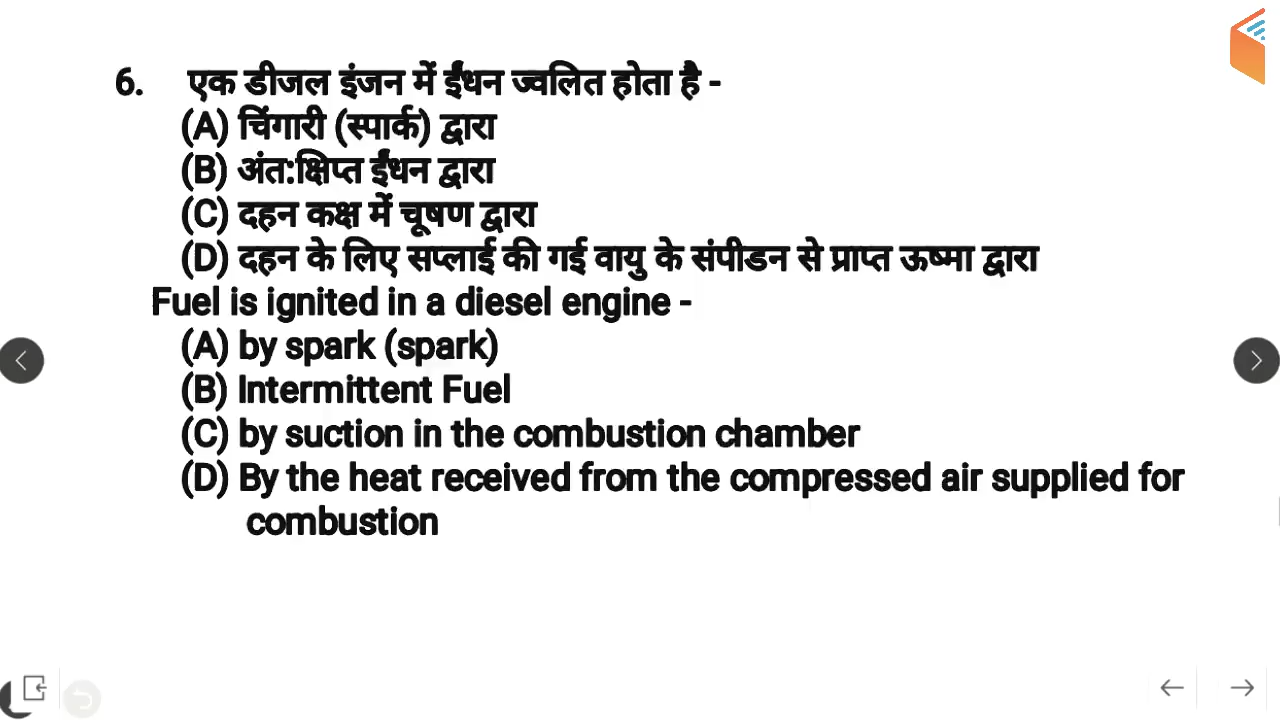 6. एक डीजल इंजन में ईंधन ज्वलित होता है -
(A) चिंगारी (स्पार्क) द्वारा
(B) अंत:क्षिप्त ईंधन द्वारा
(C) दहन कक्ष में चूषण द्वारा
(D) दहन के लिए सप्लाई की गई वायु के संपीडन से प्राप्त ऊष्मा द्वारा
Fuel is ignited in a diesel engine -
(A) by spark (spark)
(B) Intermittent Fuel
(C) by suction in the combustion chamber
(D) By the heat received from the compressed air supplied for
combustion